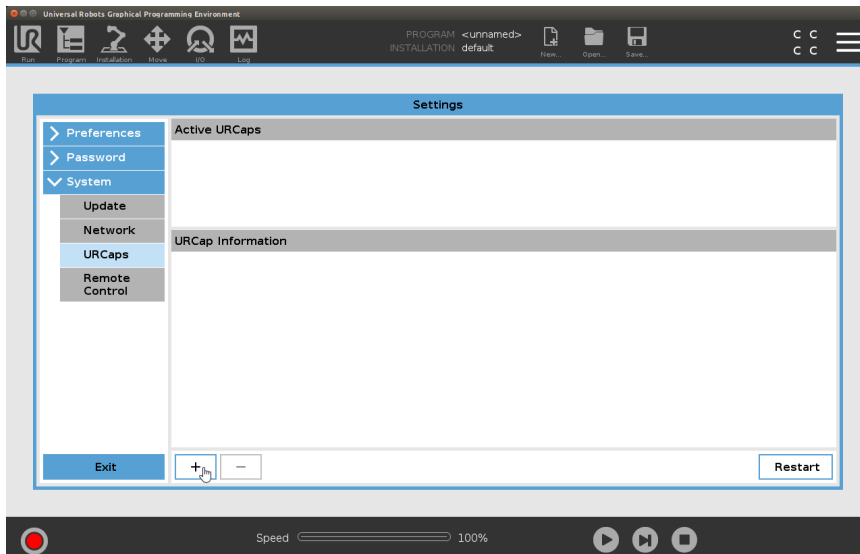 Universal Robots Graphical Programming Environment
UR
PROGRAM <unnamed>
INSTALLATION default
C C
C C
Run Program Installation Move I/O Log New... Open... Save...
Settings
Preferences
Password
System
Update
Network
URCaps
Remote
Control
Exit
Active URCaps
URCap Information
+ −
Restart
Speed 100%